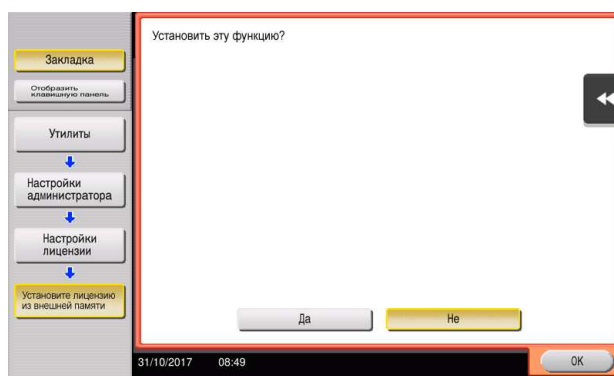 Установить эту функцию?
Закладка
Отобразить
клавишную панель
Утилиты
Настройки
администратора
Настройки
лицензии
Установите лицензию
из внешней памяти
Да
Не
31/10/2017 08:49
OK